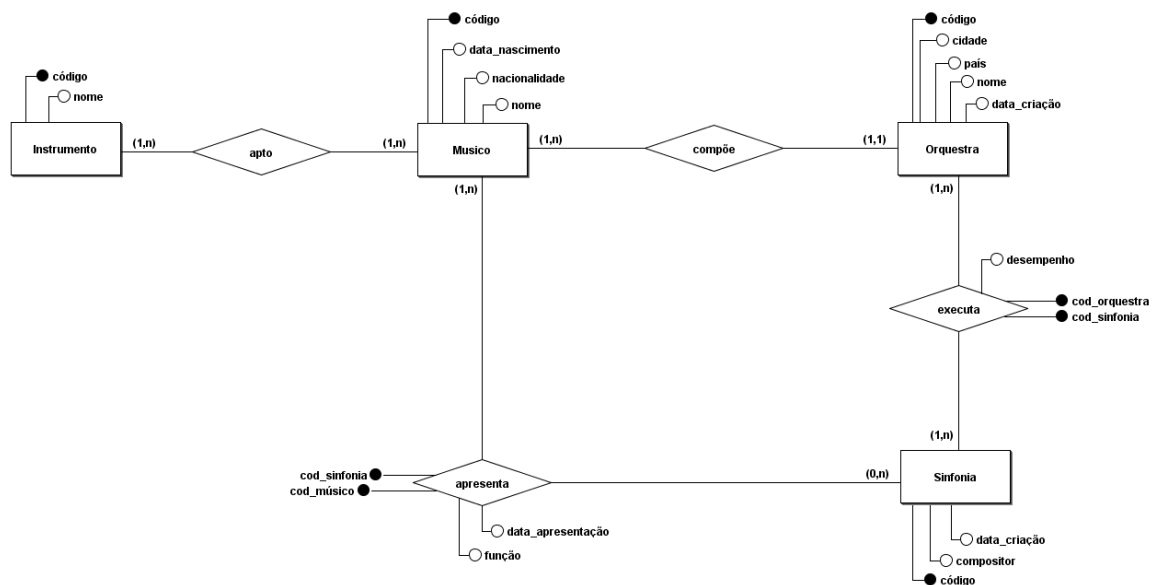 código
data_nascimento
nacionalidade
nome
código
cidade
país
nome
data_criação
código
nome
Instrumento
(1,n)
apto
(1,n)
Musico
(1,n)
compõe
(1,1)
Orquestra
(1,n)
(1,n)
desempenho
executa
cod_orquestra
cod_sinfonia
(1,n)
cod_sinfonia
cod_músico
apresenta
(0,n)
Sinfonia
data_apresentação
função
data_criação
compositor
código